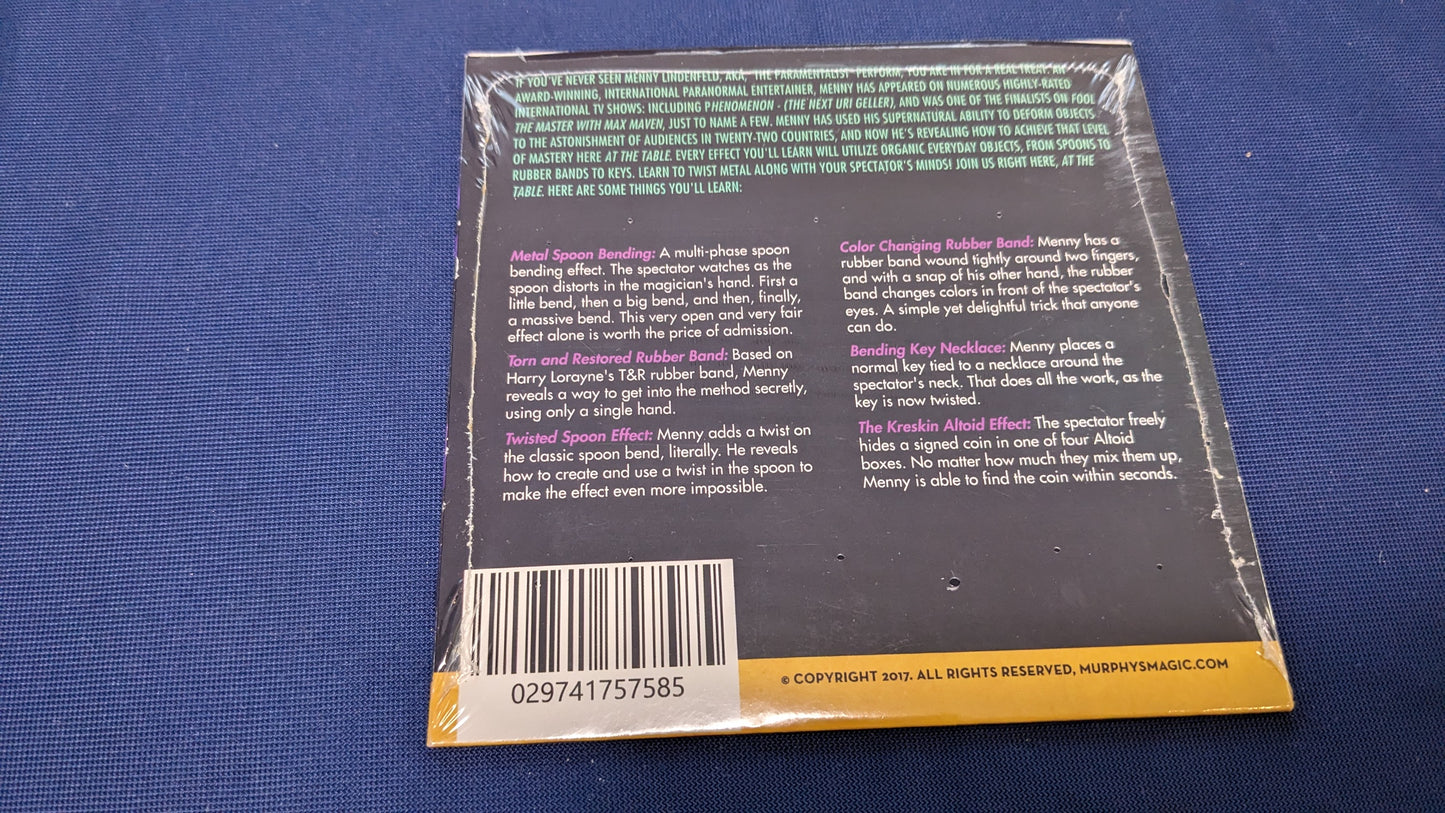 IF YOU'VE NEVER SEEN MENNY LINDENFELD, AKA, "THE PARAMENTALIST" PERFORM, YOU ARE IN FOR A REAL TREAT. AN
AWARD-WINNING, INTERNATIONAL PARANORMAL ENTERTAINER, MENNY HAS APPEARED ON NUMEROUS HIGHLY-RATED
INTERNATIONAL TV SHOWS: INCLUDING PHENOMENON - (THE NEXT URI GELLER), AND WAS ONE OF THE FINALISTS ON FOOL
THE MASTER WITH MAX MAVEN, JUST TO NAME A FEW. MENNY HAS USED HIS SUPERNATURAL ABILITY TO DEFORM OBJECTS
TO THE ASTONISHMENT OF AUDIENCES IN TWENTY-TWO COUNTRIES, AND NOW HE'S REVEALING HOW TO ACHIEVE THAT LEVEL
OF MASTERY HERE AT THE TABLE. EVERY EFFECT YOU'LL LEARN WILL UTILIZE ORGANIC EVERYDAY OBJECTS, FROM SPOONS TO
RUBBER BANDS TO KEYS. LEARN TO TWIST METAL ALONG WITH YOUR SPECTATOR'S MINDS! JOIN US RIGHT HERE, AT THE
TABLE. HERE ARE SOME THINGS YOU'LL LEARN:
Metal Spoon Bending: A multi-phase spoon
bending effect. The spectator watches as the
spoon distorts in the magician's hand. First a
little bend, then a big bend, and then, finally,
a massive bend. This very open and very fair
effect alone is worth the price of admission.
Torn and Restored Rubber Band: Based on
Harry Lorayne's T&R rubber band, Menny
reveals a way to get into the method secretly,
using only a single hand.
Twisted Spoon Effect: Menny adds a twist on
the classic spoon bend, literally. He reveals
how to create and use a twist in the spoon to
make the effect even more impossible.
Color Changing Rubber Band: Menny has a
rubber band wound tightly around two fingers,
and with a snap of his other hand, the rubber
band changes colors in front of the spectator's
eyes. A simple yet delightful trick that anyone
can do.
Bending Key Necklace: Menny places a
normal key tied to a necklace around the
spectator's neck. That does all the work, as the
key is now twisted.
The Kreskin Altoid Effect: The spectator freely
hides a signed coin in one of four Altoid
boxes. No matter how much they mix them up,
Menny is able to find the coin within seconds.
029741757585
© COPYRIGHT 2017. ALL RIGHTS RESERVED, MURPHYSMAGIC.COM